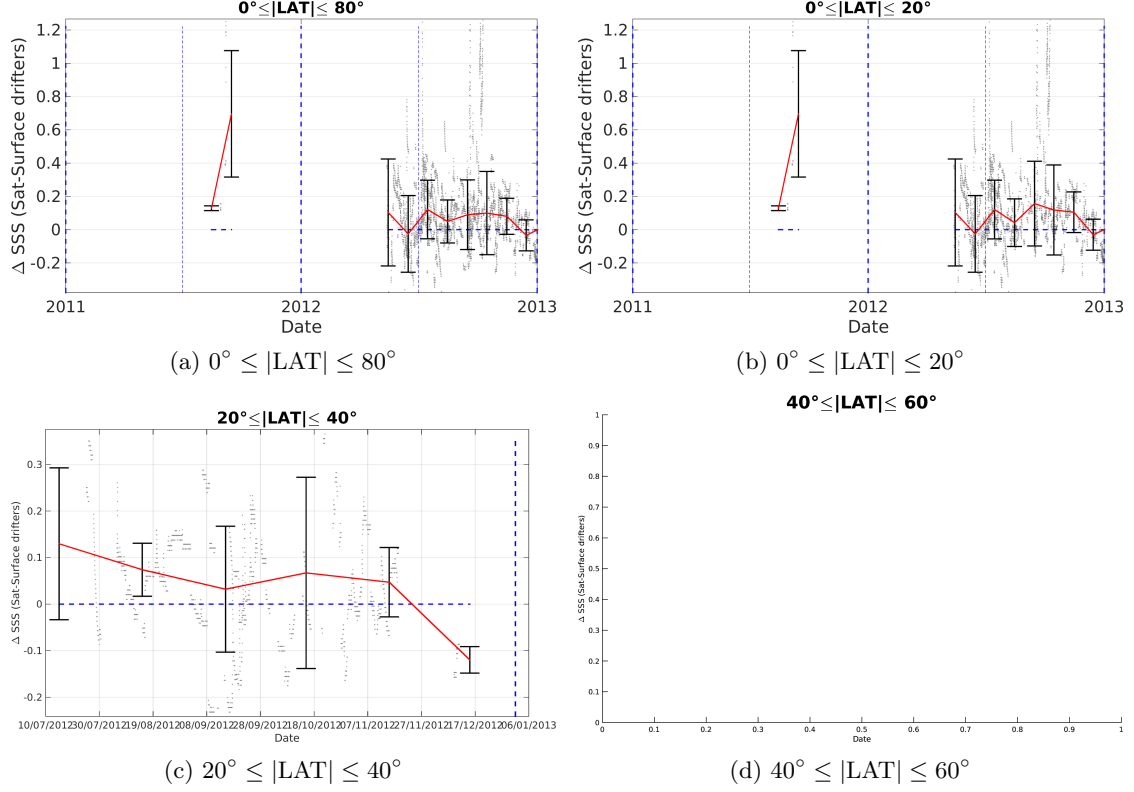 0°≤|LAT|≤ 80°
1.2
1
0.8
0.6
0.4
0.2
0
-0.2
Δ SSS (Sat-Surface drifters)
2011
2012
2013
Date
(a) 0° ≤ |LAT| ≤ 80°
0°≤|LAT|≤ 20°
1.2
1
0.8
0.6
0.4
0.2
0
-0.2
Δ SSS (Sat-Surface drifters)
2011
2012
2013
Date
(b) 0° ≤ |LAT| ≤ 20°
20°≤|LAT|≤ 40°
0.3
0.2
0.1
0
-0.1
-0.2
Δ SSS (Sat-Surface drifters)
10/07/2012 30/07/2012 19/08/2012 08/09/2012 28/09/2012 18/10/2012 07/11/2012 27/11/2012 17/12/2012 06/01/2013
Date
(c) 20° ≤ |LAT| ≤ 40°
40°≤|LAT|≤ 60°
1
0.9
0.8
0.7
0.6
0.5
0.4
0.3
0.2
0.1
0
Δ SSS (Sat-Surface drifters)
0 0.1 0.2 0.3 0.4 0.5 0.6 0.7 0.8 0.9 1
Date
(d) 40° ≤ |LAT| ≤ 60°